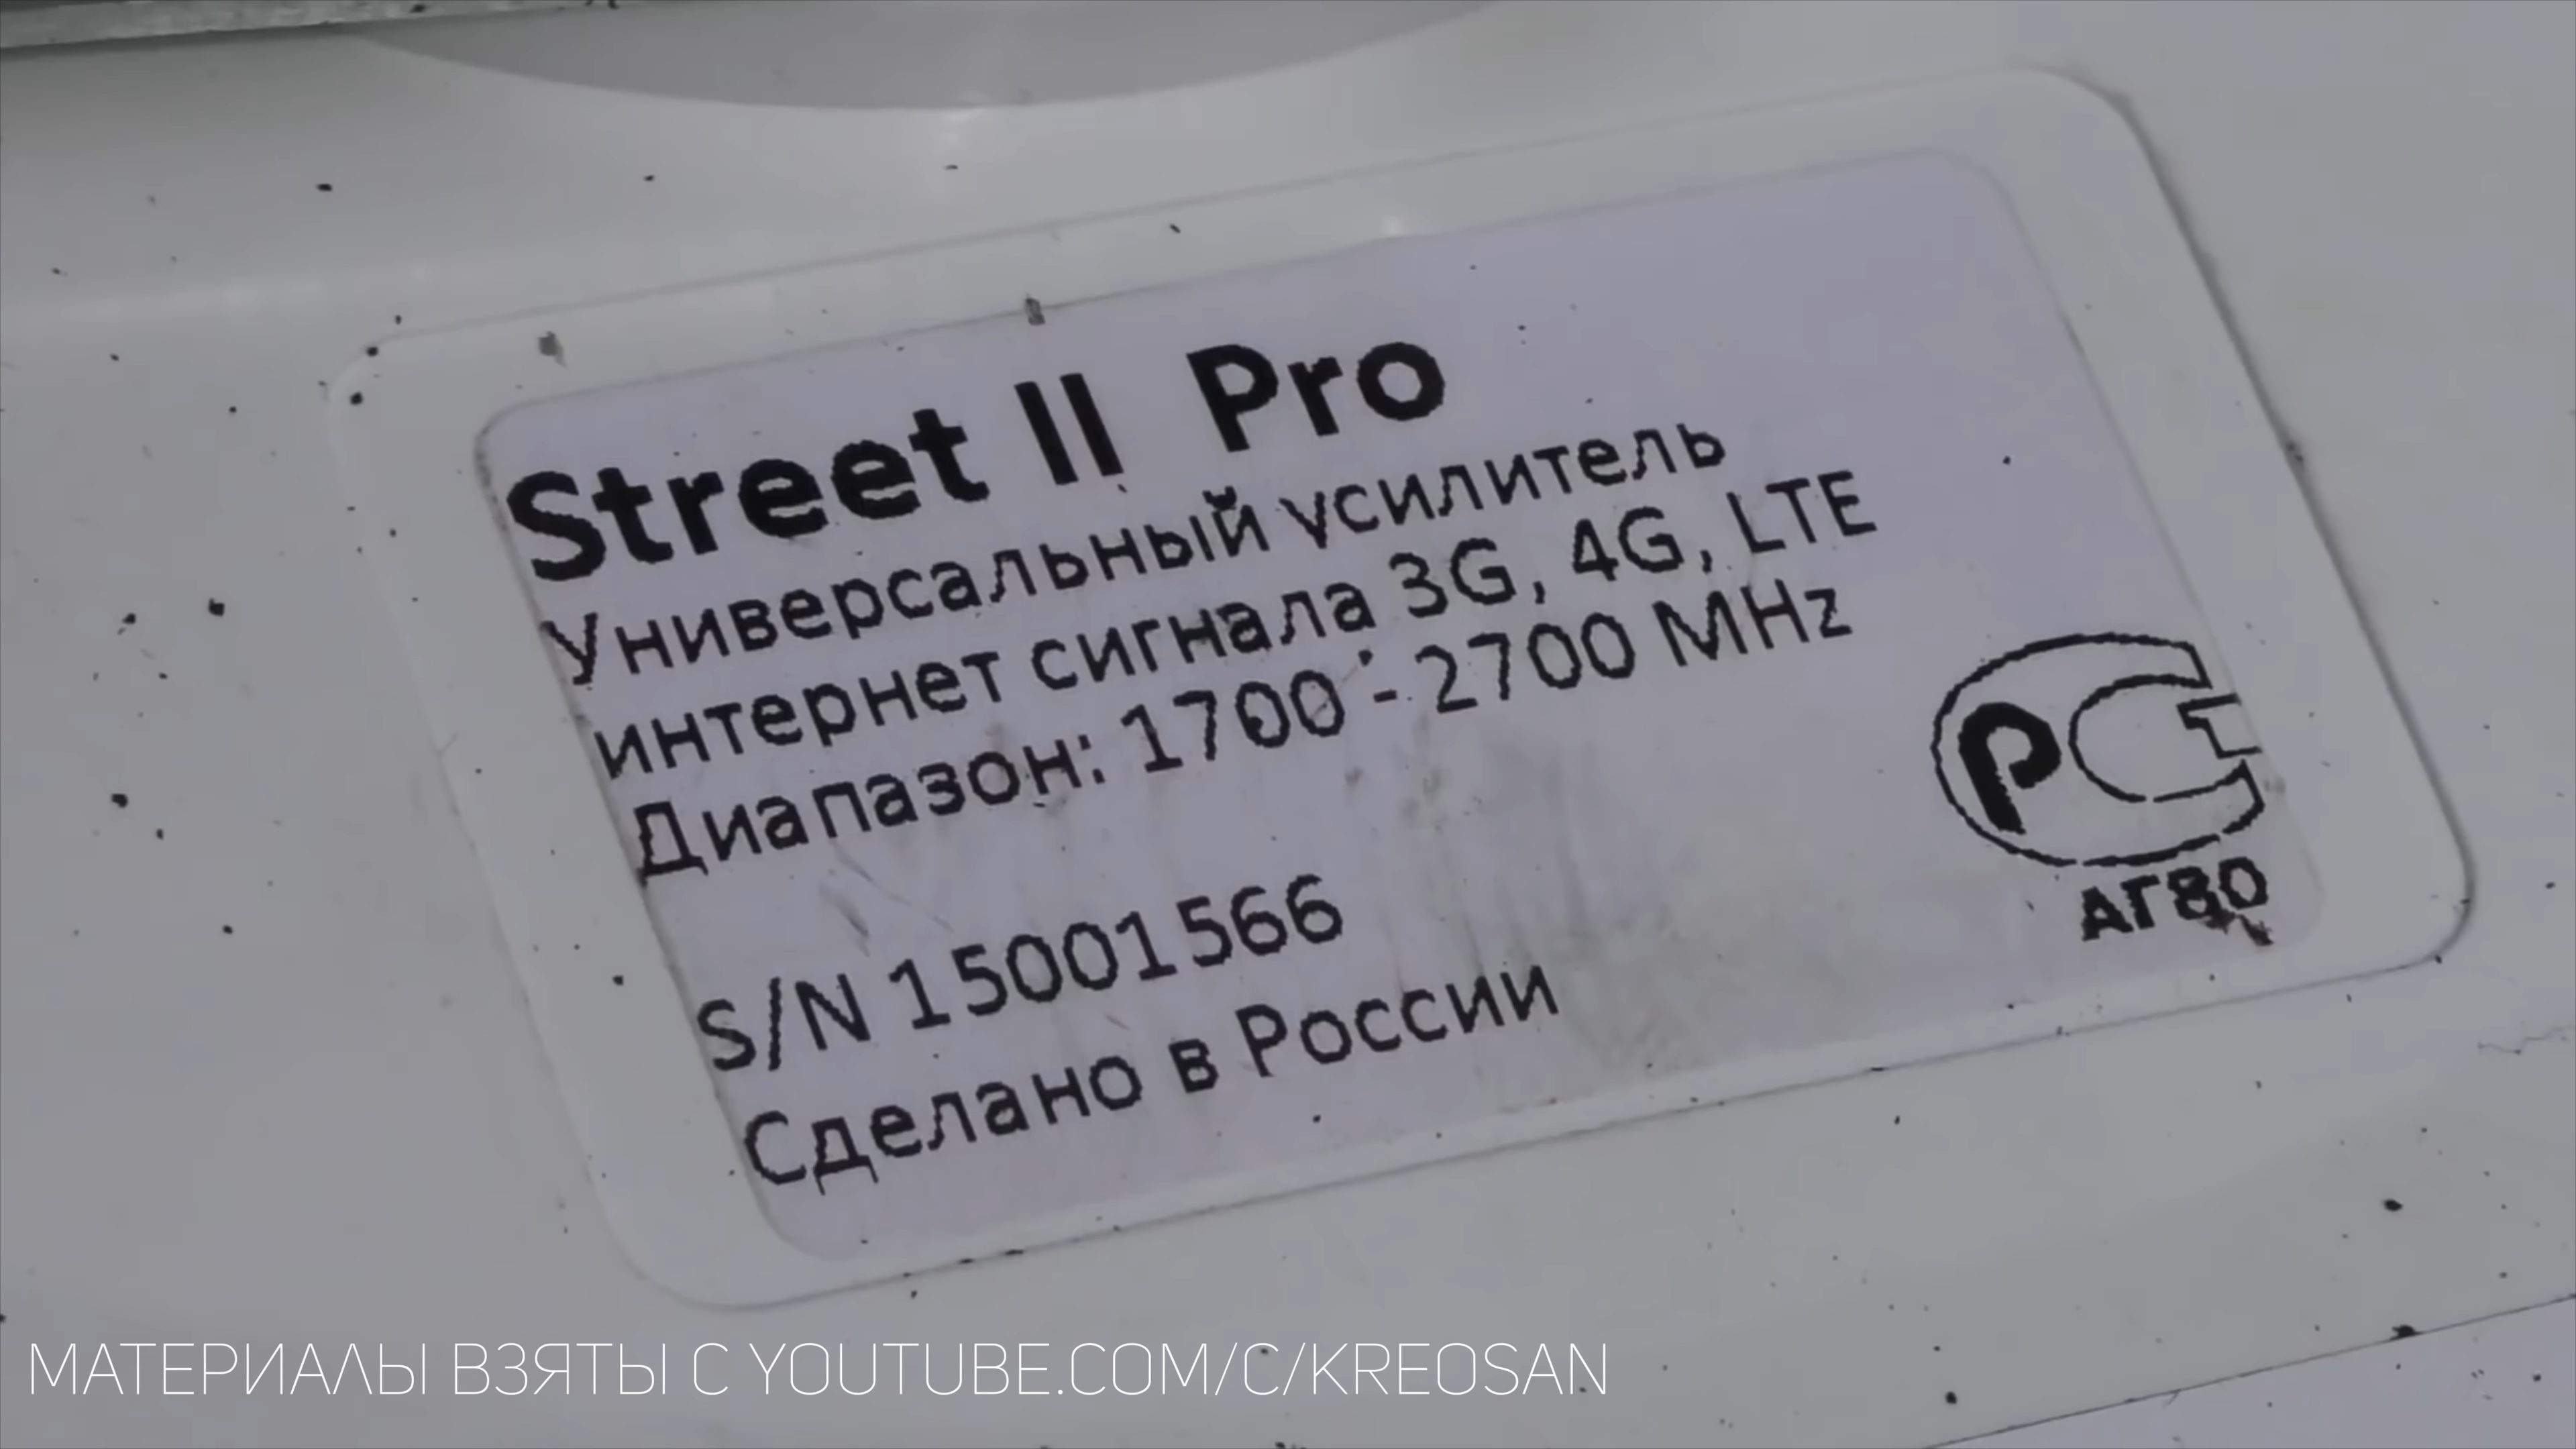 Street II Pro
Универсальный усилитель
интернет сигнала 3G, 4G, LTE
Диапазон: 1700 - 2700 MHz
РСТ
АГ80
S/N 15001566
Сделано в России
МАТЕРИАЛЫ ВЗЯТЫ С YOUTUBE.COM/C/KREOSAN